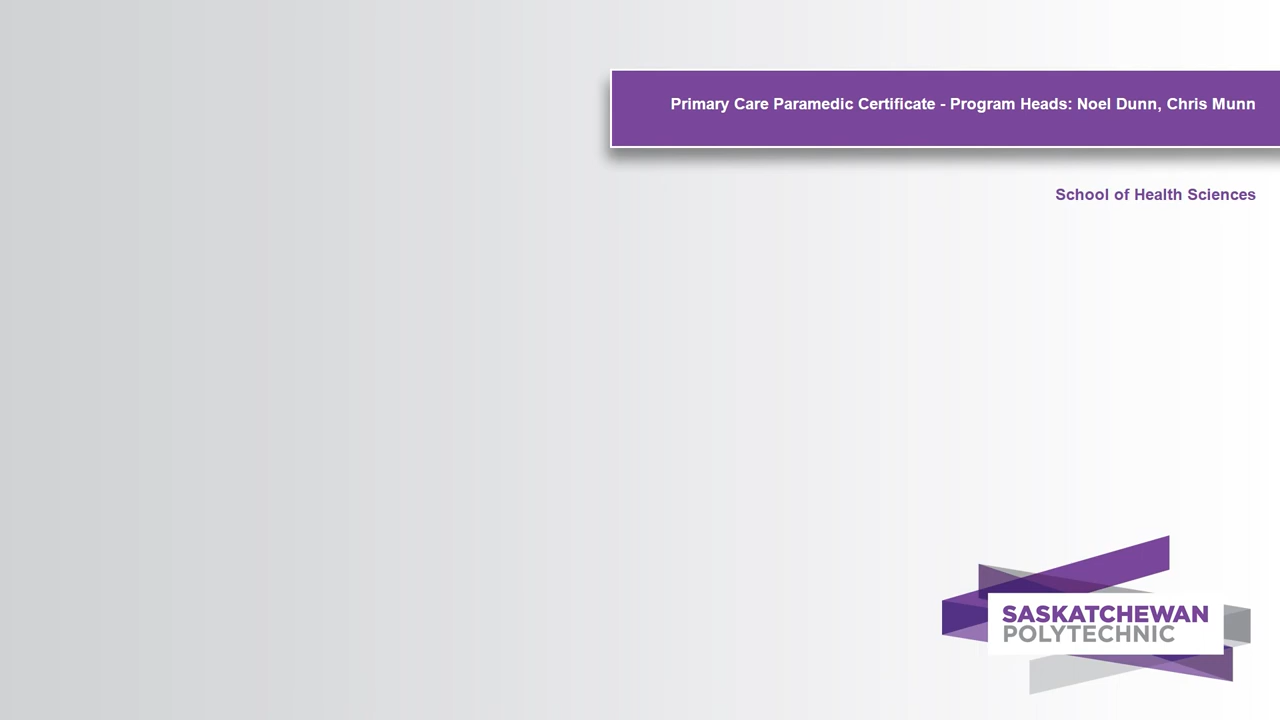 Primary Care Paramedic Certificate - Program Heads: Noel Dunn, Chris Munn
School of Health Sciences
SASKATCHEWAN
POLYTECHNIC